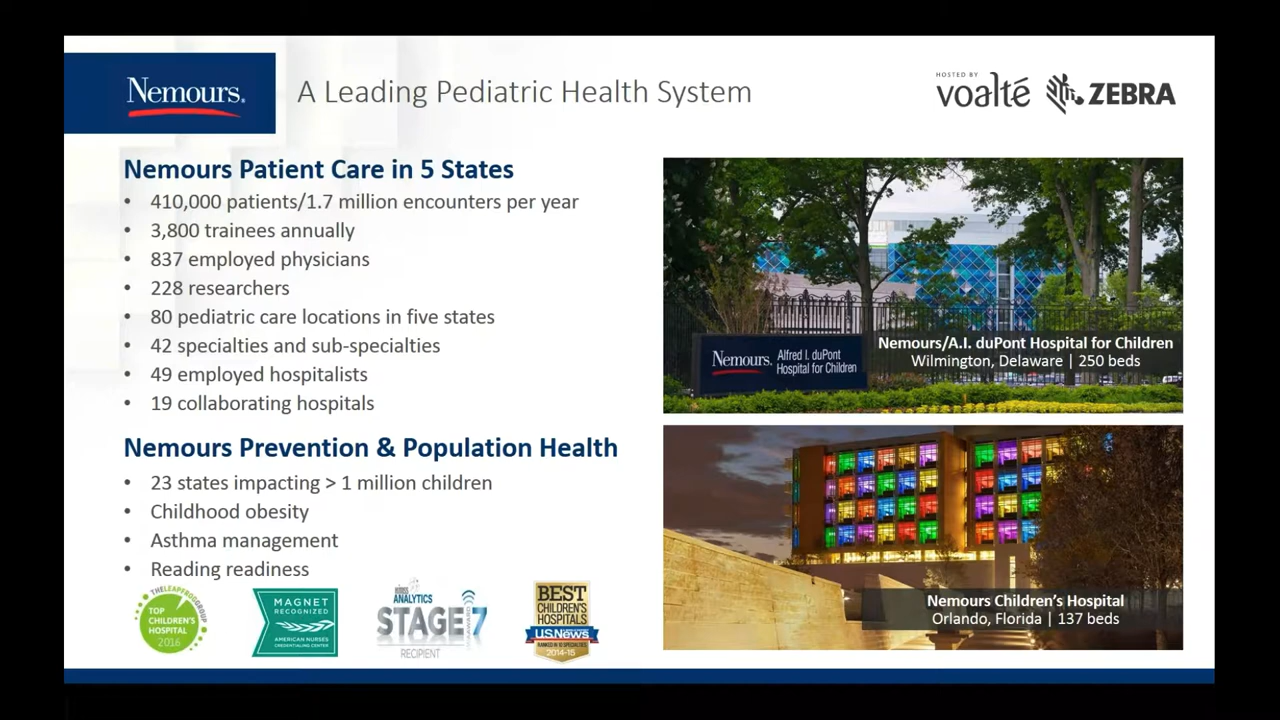 Nemours.
A Leading Pediatric Health System
HOSTED BY
voalté
ZEBRA
Nemours Patient Care in 5 States
• 410,000 patients/1.7 million encounters per year
• 3,800 trainees annually
• 837 employed physicians
• 228 researchers
• 80 pediatric care locations in five states
• 42 specialties and sub-specialties
• 49 employed hospitalists
• 19 collaborating hospitals
Nemours Prevention & Population Health
• 23 states impacting > 1 million children
• Childhood obesity
• Asthma management
• Reading readiness
THE LEAPFROG GROUP
TOP
CHILDREN'S
HOSPITAL
2016
MAGNET
RECOGNIZED
AMERICAN NURSES
CREDENTIALING CENTER
ANALYTICS
STAGE 7
RECIPIENT
BEST
CHILDREN'S
HOSPITALS
U.S.News
2014-15
Nemours. Alfred I. duPont
Hospital for Children
Nemours/A.I. duPont Hospital for Children
Wilmington, Delaware | 250 beds
Nemours Children's Hospital
Orlando, Florida | 137 beds